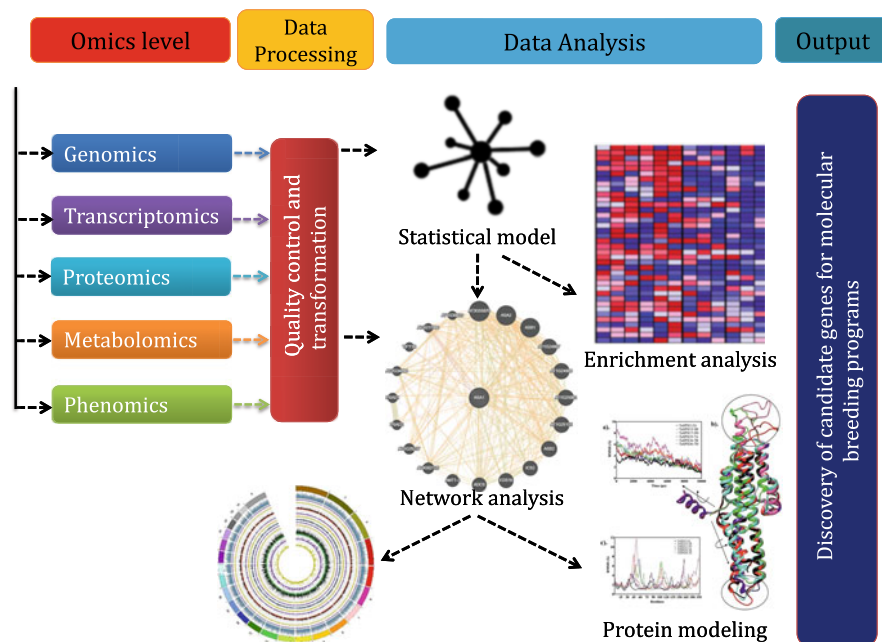 Omics level
Data
Processing
Data Analysis
Output
Genomics
Transcriptomics
Proteomics
Metabolomics
Phenomics
Quality control and
transformation
Statistical model
Enrichment analysis
Network analysis
a).
b).
c).
Protein modeling
Discovery of candidate genes for molecular
breeding programs